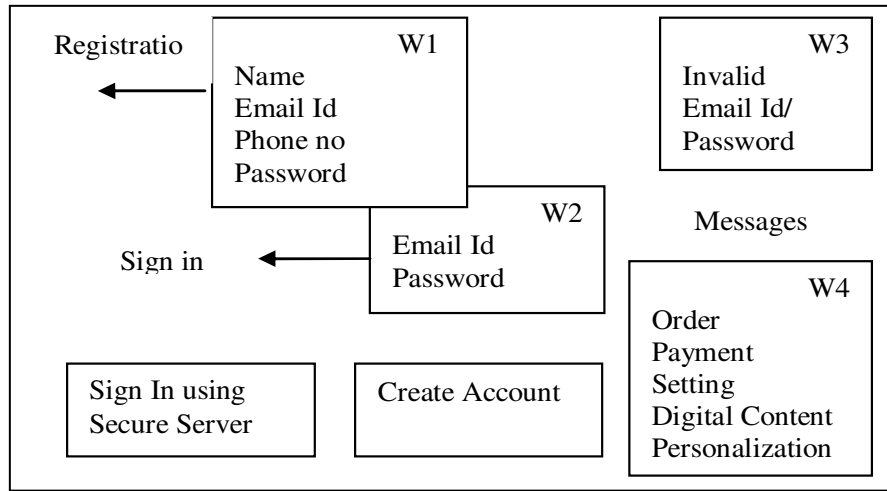 Registratio
W1
Name
Email Id
Phone no
Password
W3
Invalid
Email Id/
Password
Sign in
W2
Email Id
Password
Messages
W4
Order
Payment
Setting
Digital Content
Personalization
Sign In using
Secure Server
Create Account